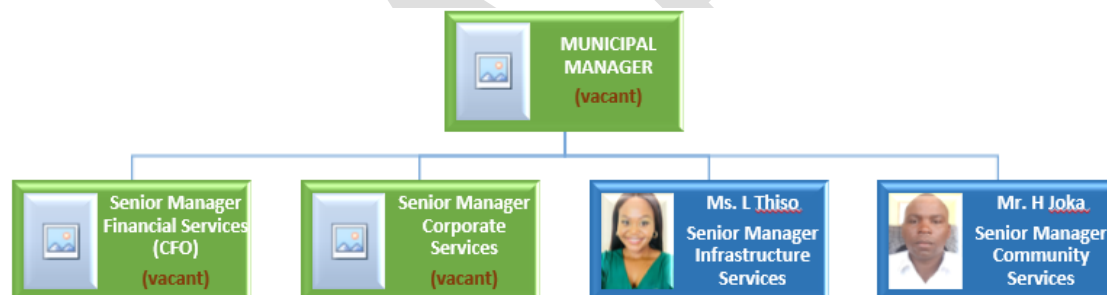 MUNICIPAL
MANAGER
(vacant)
Senior Manager
Financial Services
(CFO)
(vacant)
Senior Manager
Corporate
Services
(vacant)
Ms. L Thiso
Senior Manager
Infrastructure
Services
Mr. H Joka
Senior Manager
Community
Services